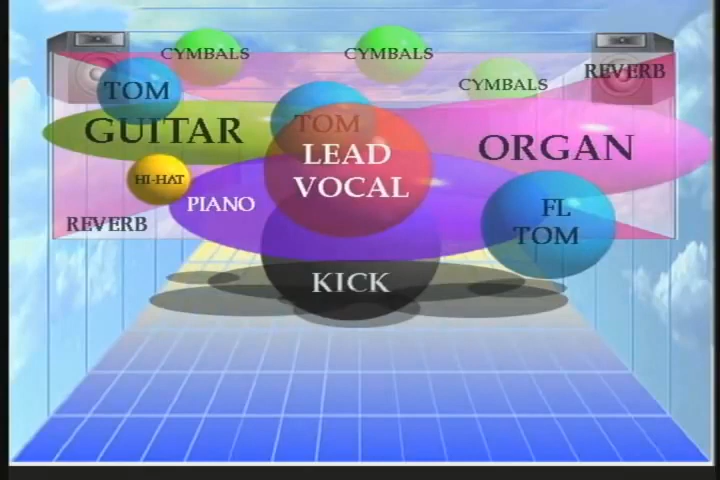 CYMBALS
CYMBALS
REVERB
CYMBALS
TOM
GUITAR
TOM
ORGAN
LEAD
VOCAL
HI-HAT
PIANO
FL
TOM
REVERB
KICK